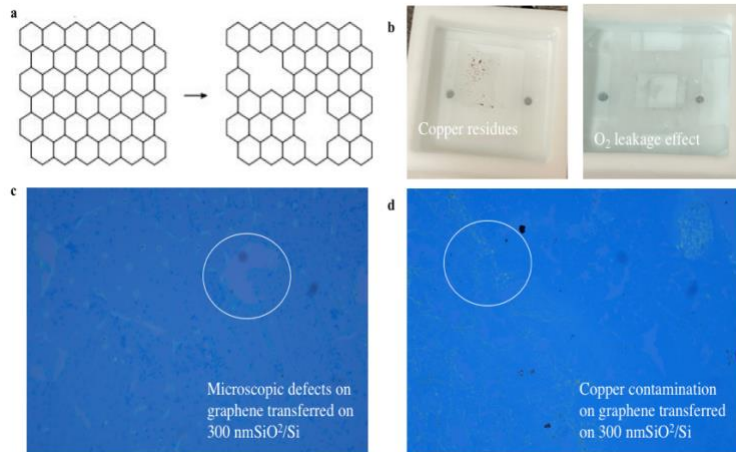 a
b
Copper residues
O₂ leakage effect
c
d
Microscopic defects on
graphene transferred on
300 nmSiO²/Si
Copper contamination
on graphene transferred
on 300 nmSiO²/Si